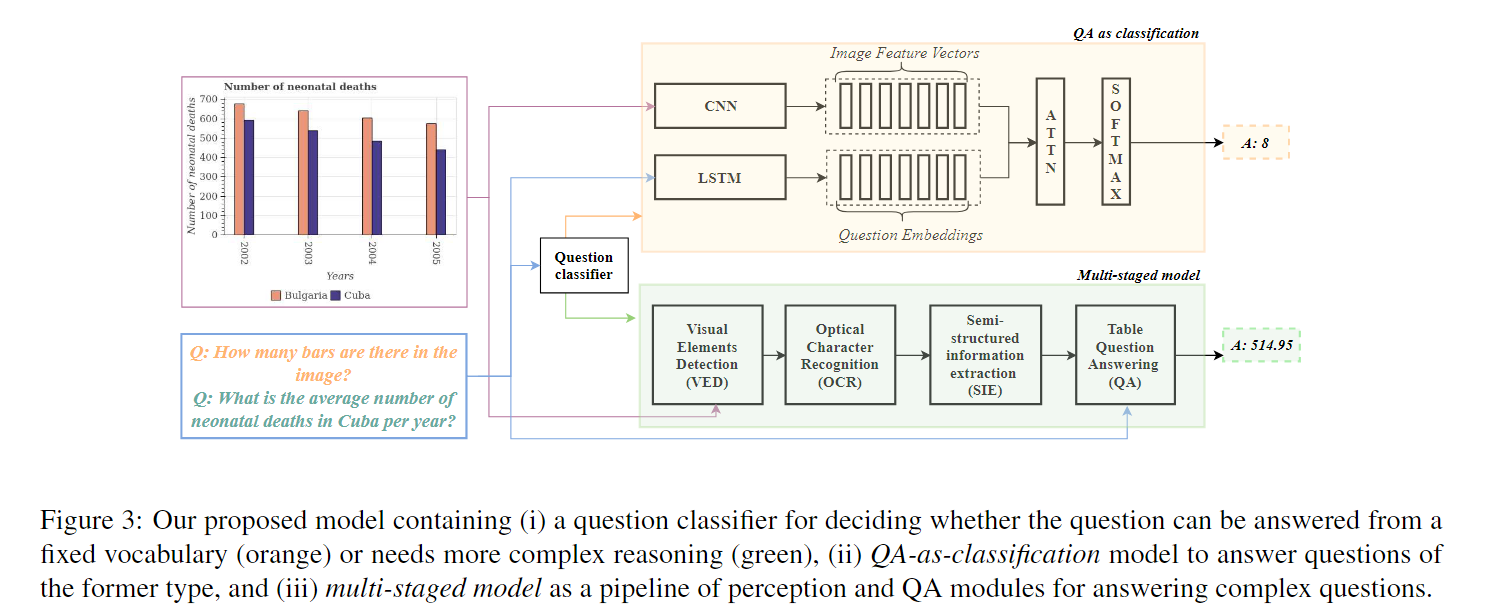 QA as classification
Number of neonatal deaths
Number of neonatal deaths
700
600
500
400
300
200
100
0
2002
2003
2004
2005
Years
Bulgaria Cuba
Q: How many bars are there in the
image?
Q: What is the average number of
neonatal deaths in Cuba per year?
Question
classifier
Image Feature Vectors
CNN
LSTM
Question Embeddings
ATTN
SOFTMAX
A: 8
Multi-staged model
Visual
Elements
Detection
(VED)
Optical
Character
Recognition
(OCR)
Semi-
structured
information
extraction
(SIE)
Table
Question
Answering
(QA)
A: 514.95
Figure 3: Our proposed model containing (i) a question classifier for deciding whether the question can be answered from a
fixed vocabulary (orange) or needs more complex reasoning (green), (ii) QA-as-classification model to answer questions of
the former type, and (iii) multi-staged model as a pipeline of perception and QA modules for answering complex questions.